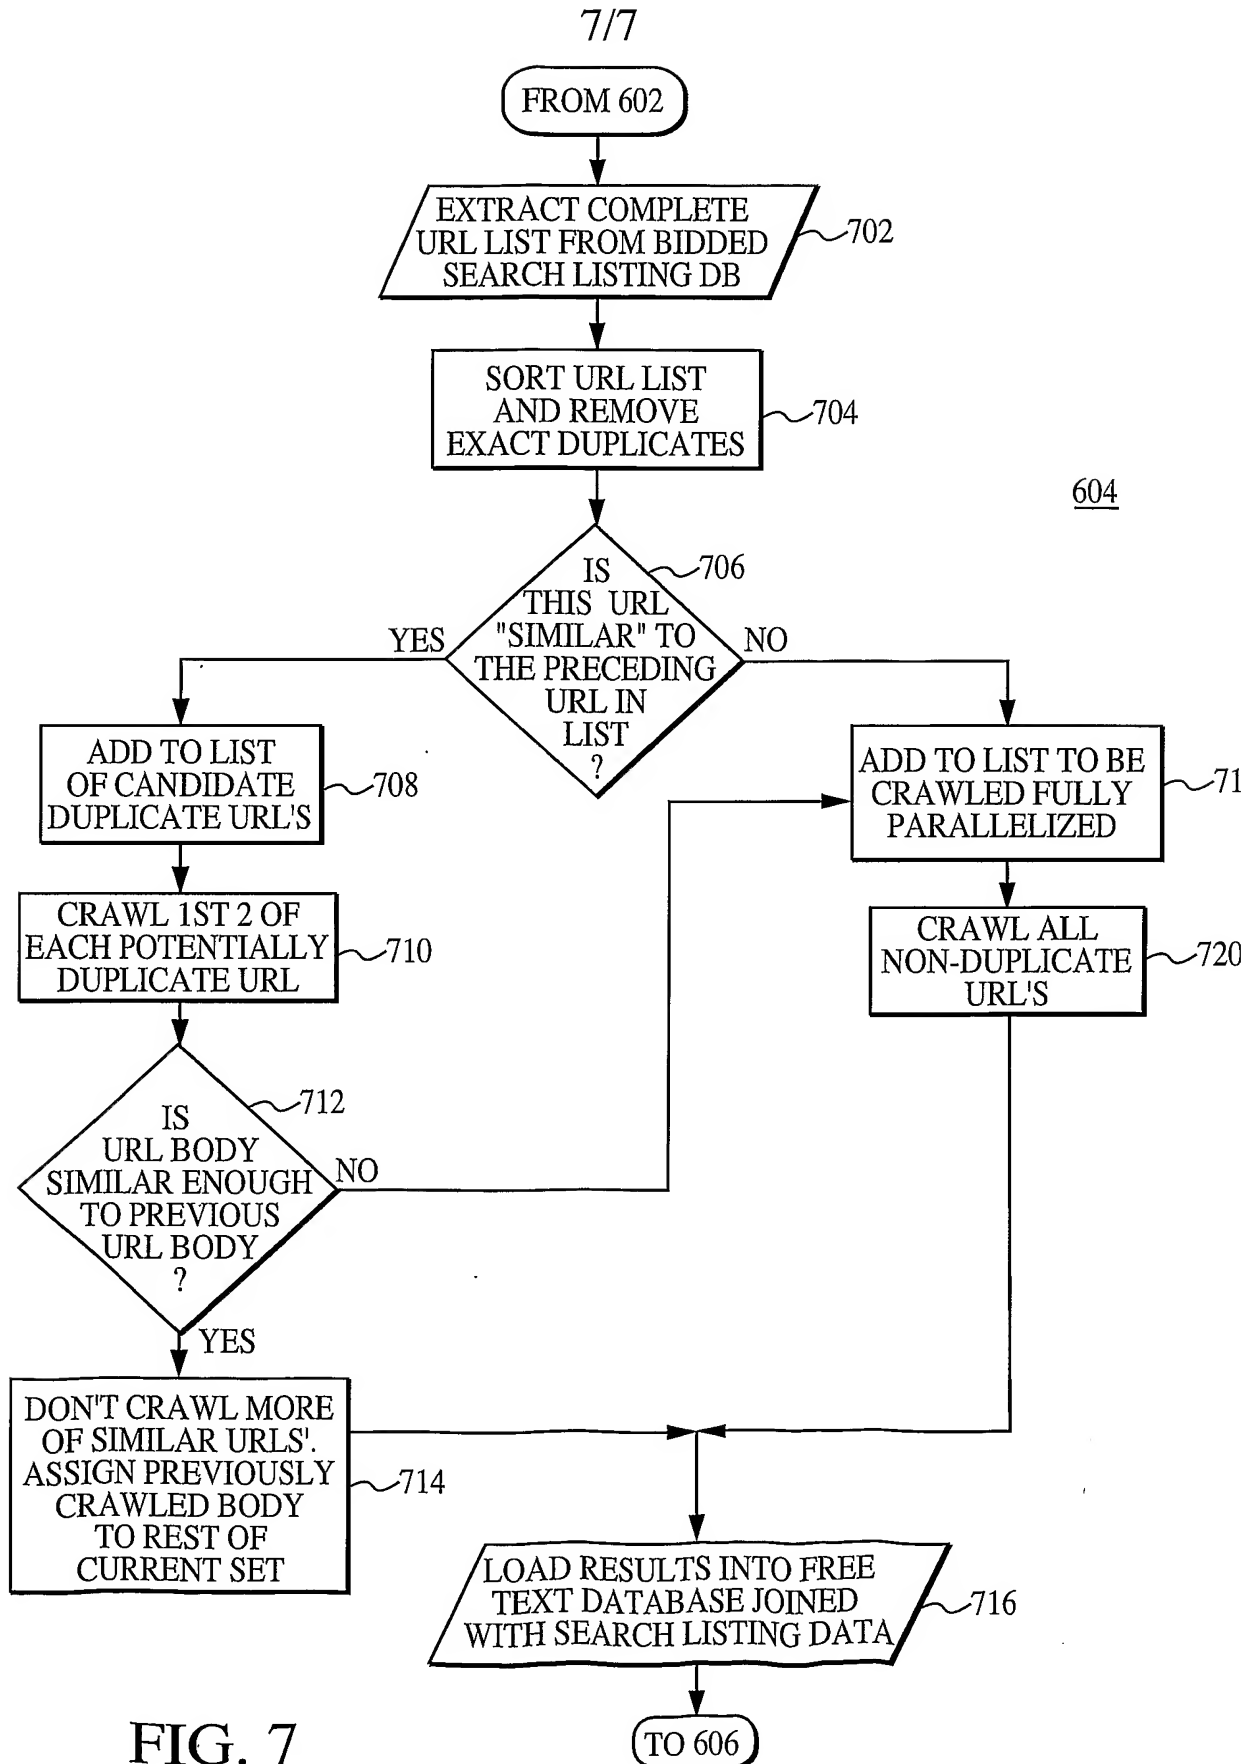 7/7
FROM 602
EXTRACT COMPLETE
URL LIST FROM BIDDED
SEARCH LISTING DB
702
SORT URL LIST
AND REMOVE
EXACT DUPLICATES
704
604
IS
THIS URL
"SIMILAR" TO
THE PRECEDING
URL IN
LIST
?
706
YES
NO
ADD TO LIST
OF CANDIDATE
DUPLICATE URL'S
708
ADD TO LIST TO BE
CRAWLED FULLY
PARALLELIZED
71
CRAWL 1ST 2 OF
EACH POTENTIALLY
DUPLICATE URL
710
CRAWL ALL
NON-DUPLICATE
URL'S
720
IS
URL BODY
SIMILAR ENOUGH
TO PREVIOUS
URL BODY
?
712
NO
YES
DON'T CRAWL MORE
OF SIMILAR URLS'.
ASSIGN PREVIOUSLY
CRAWLED BODY
TO REST OF
CURRENT SET
714
LOAD RESULTS INTO FREE
TEXT DATABASE JOINED
WITH SEARCH LISTING DATA
716
TO 606
FIG. 7